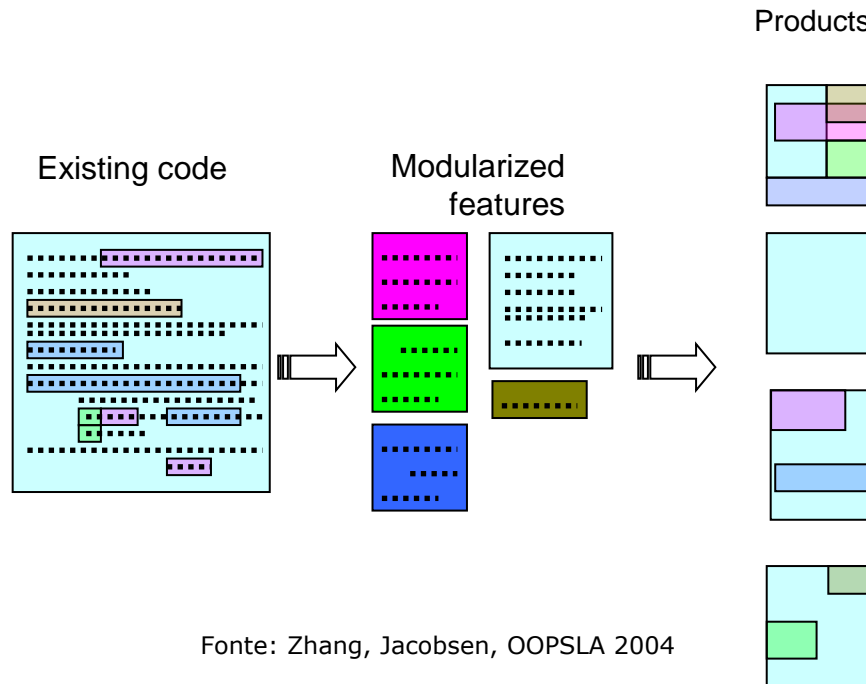 Products
Existing code
Modularized
features
Fonte: Zhang, Jacobsen, OOPSLA 2004